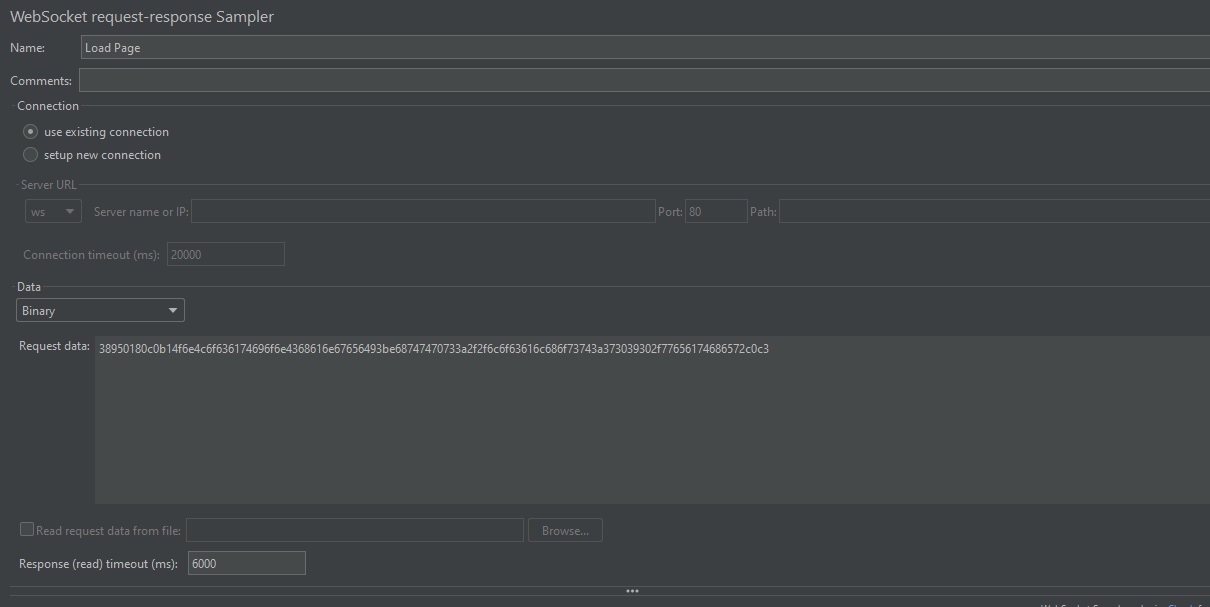 WebSocket request-response Sampler
Name: Load Page
Comments:
Connection
use existing connection
setup new connection
Server URL
ws Server name or IP: Port: 80 Path:
Connection timeout (ms): 20000
Data
Binary
Request data: 38950180c0b14f6e4c6f636174696f6e4368616e67656493be68747470733a2f2f6c6f63616c686f73743a373039302f77656174686572c0c3
Read request data from file: Browse...
Response (read) timeout (ms): 6000